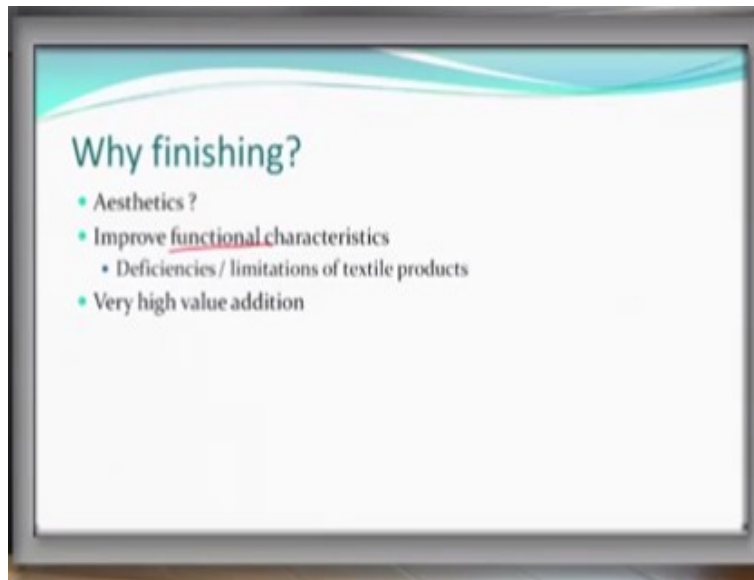 Why finishing?
• Aesthetics ?
• Improve functional characteristics
• Deficiencies / limitations of textile products
• Very high value addition